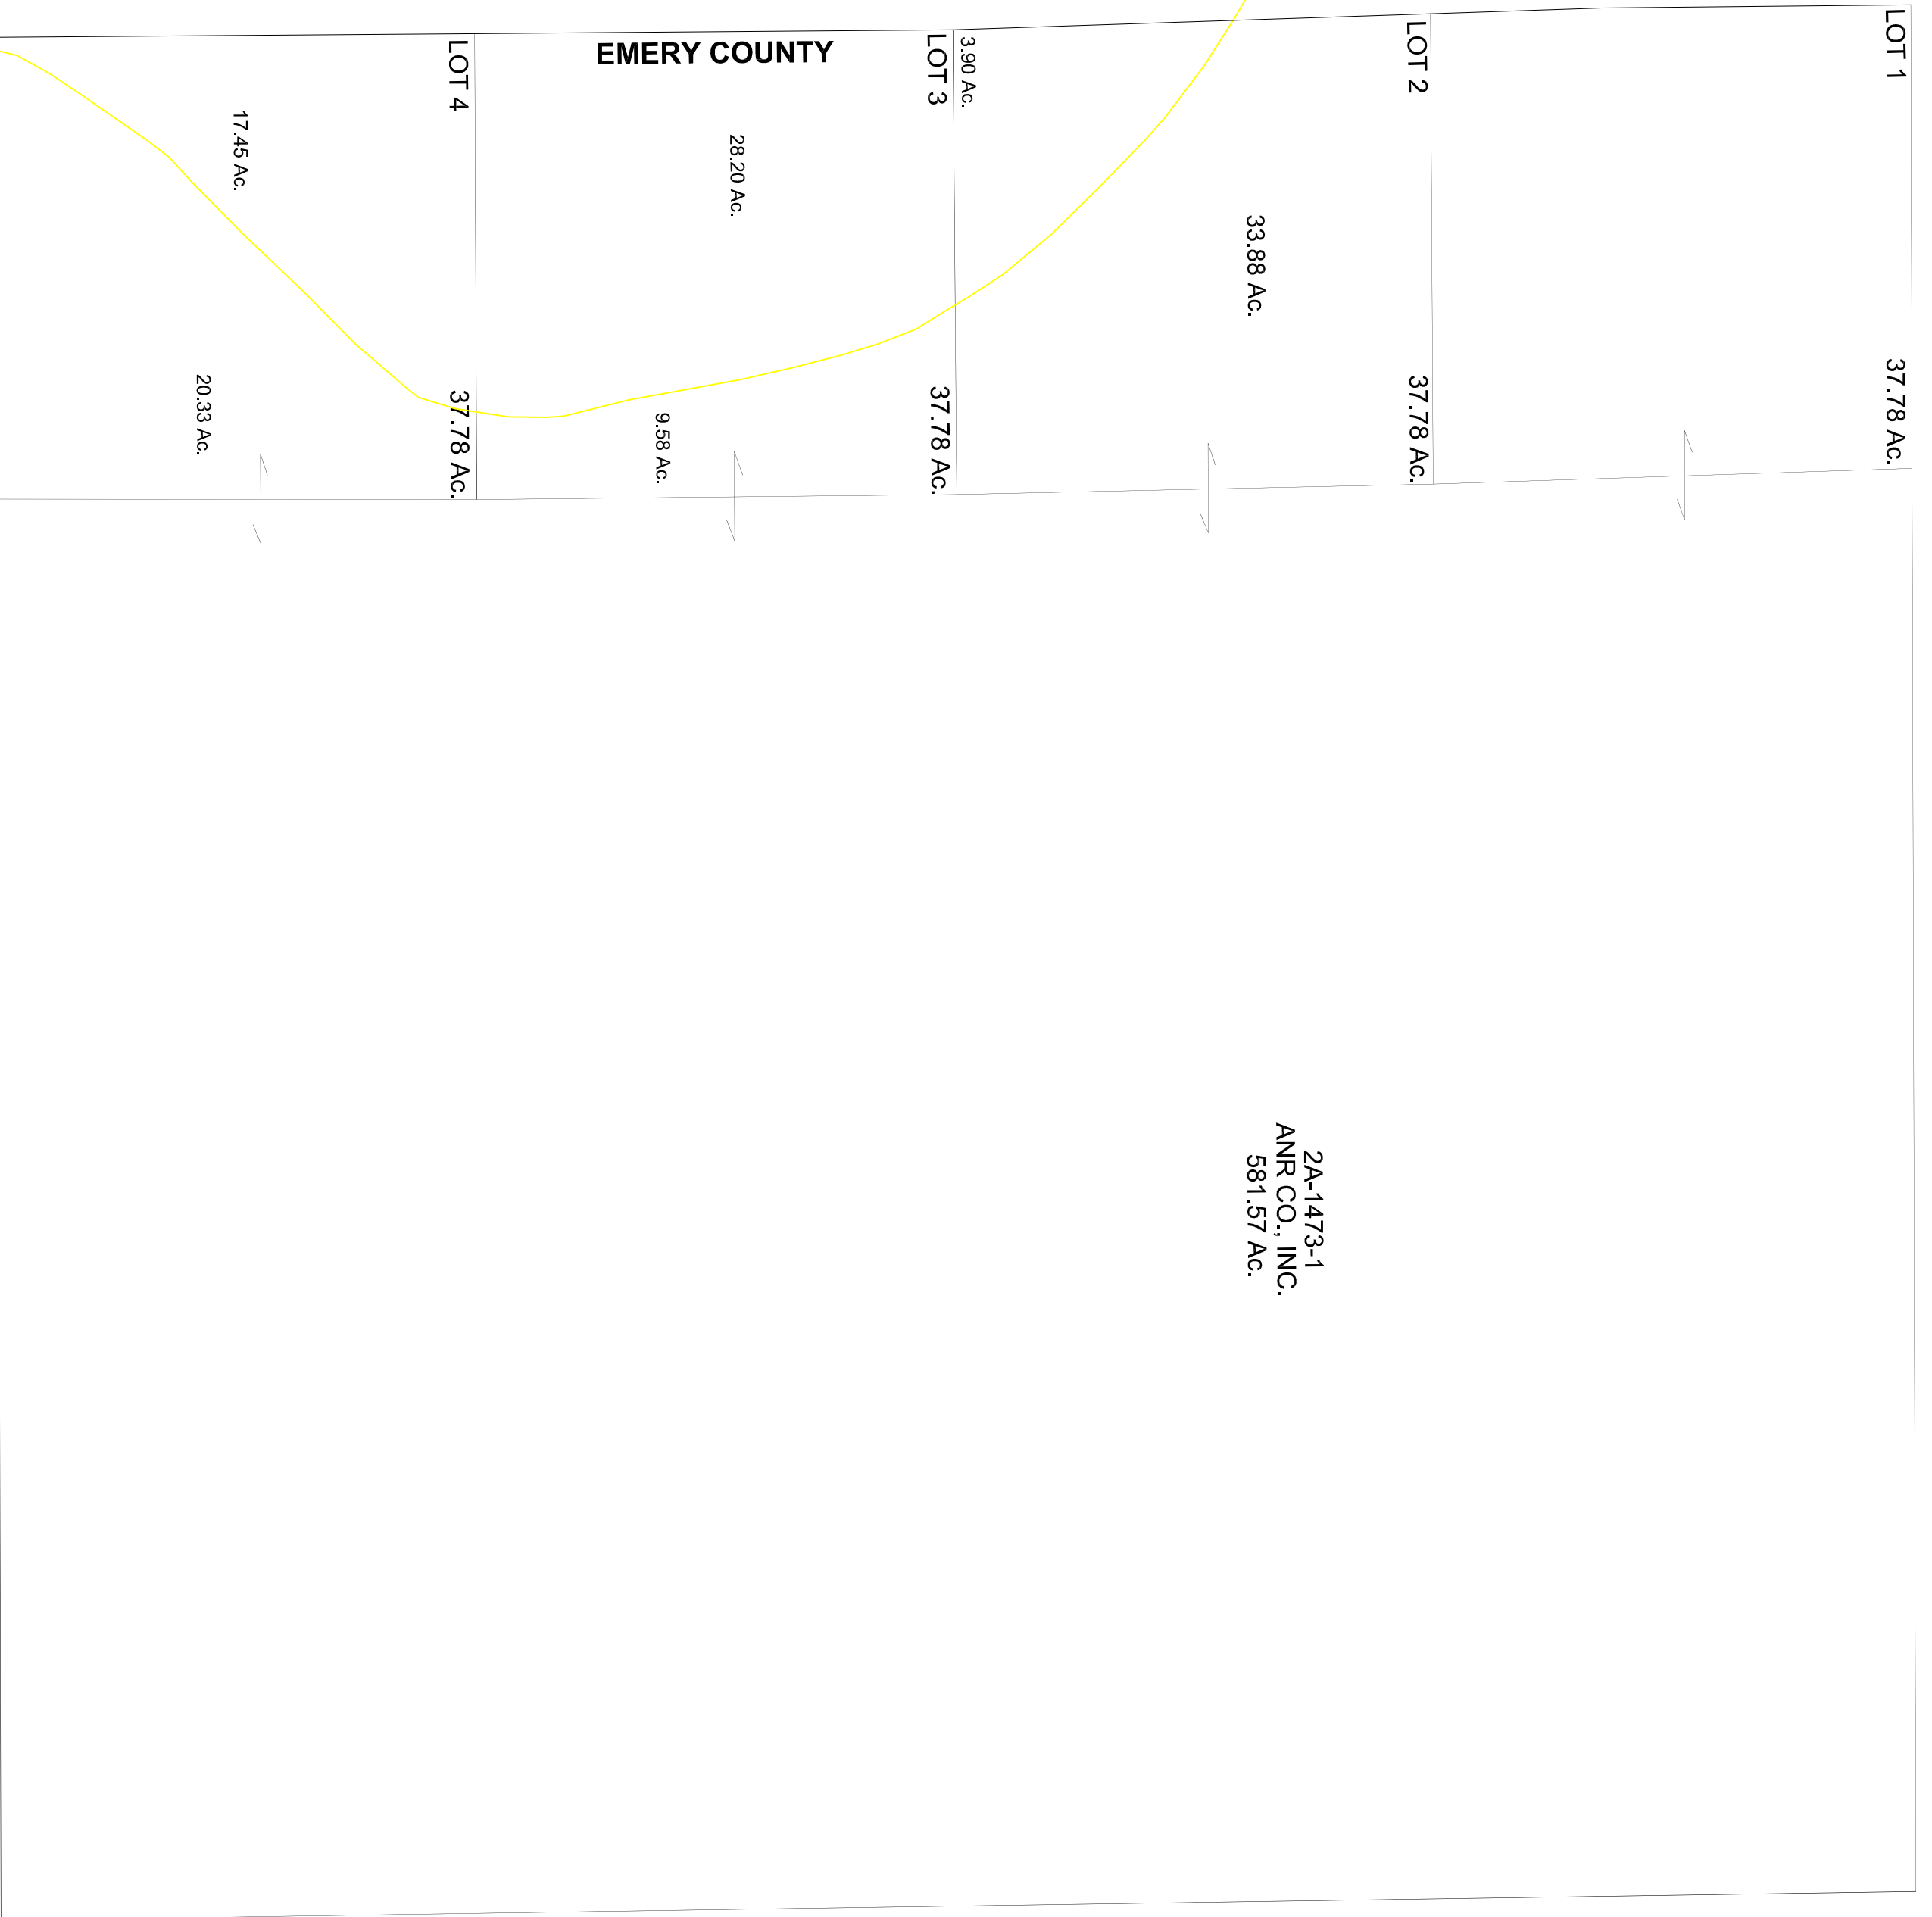 EMERY COUNTY
LOT 1
37.78 Ac.
LOT 2
37.78 Ac.
33.88 Ac.
3.90 Ac.
LOT 3
37.78 Ac.
28.20 Ac.
9.58 Ac.
LOT 4
37.78 Ac.
17.45 Ac.
20.33 Ac.
2A-1473-1
ANR CO., INC.
581.57 Ac.